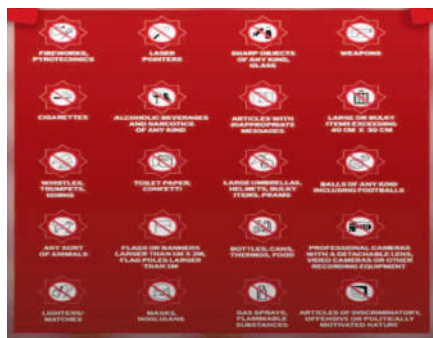 FIREWORKS,
PYROTECHNICS
LASER
POINTERS
SHARP OBJECTS
OF ANY KIND,
GLASS
WEAPONS
CIGARETTES
ALCOHOLIC BEVERAGES
AND NARCOTICS
OF ANY KIND
ARTICLES WITH
INAPPROPRIATE
MESSAGES
LARGE OR BULKY
ITEMS EXCEEDING
40 CM X 30 CM
WHISTLES,
TRUMPETS,
HORNS
TOILET PAPER,
CONFETTI
LARGE UMBRELLAS,
HELMETS, BULKY
ITEMS, PRAMS
BALLS OF ANY KIND
INCLUDING FOOTBALLS
ANY SORT
OF ANIMALS
FLAGS OR BANNERS
LARGER THAN 1M X 2M,
FLAG POLES LARGER
THAN 1M
BOTTLES, CANS,
THERMOS, FOOD
PROFESSIONAL CAMERAS
WITH A DETACHABLE LENS,
VIDEO CAMERAS OR OTHER
RECORDING EQUIPMENT
LIGHTERS/
MATCHES
MASKS,
HOOLIGANS
GAS SPRAYS,
FLAMMABLE
SUBSTANCES
ARTICLES OF DISCRIMINATORY,
OFFENSIVE OR POLITICALLY
MOTIVATED NATURE